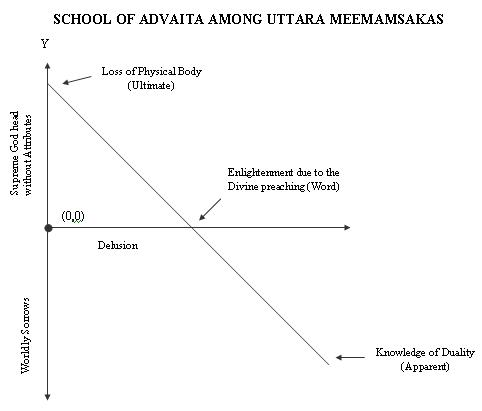 SCHOOL OF ADVAITA AMONG UTTARA MEEMAMSAKAS
Y
Loss of Physical Body
(Ultimate)
Supreme God head
without Attributes
Enlightenment due to the
Divine preaching (Word)
(0,0)
Delusion
Worldly Sorrows
Knowledge of Duality
(Apparent)